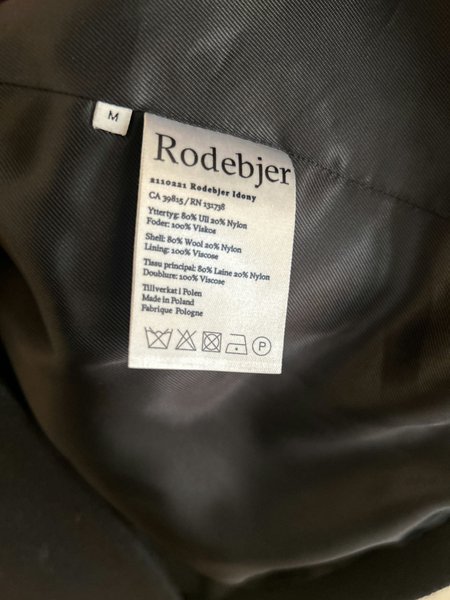 M
Rodebjer
2110221 Rodebjer Idony
CA 39815 / RN 131738
Yttertyg: 80% Ull 20% Nylon
Foder: 100% Viskos
Shell: 80% Wool 20% Nylon
Lining: 100% Viscose
Tissu principal: 80% Laine 20% Nylon
Doublure: 100% Viscose
Tillverkat i Polen
Made in Poland
Fabrique Pologne
P